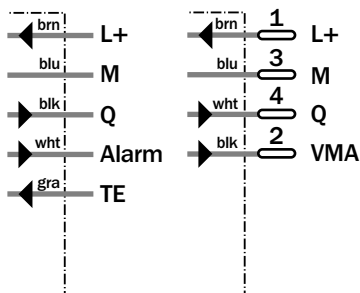 brn L+
blu M
blk Q
wht Alarm
gra TE
brn 1 L+
blu 3 M
wht 4 Q
blk 2 VMA